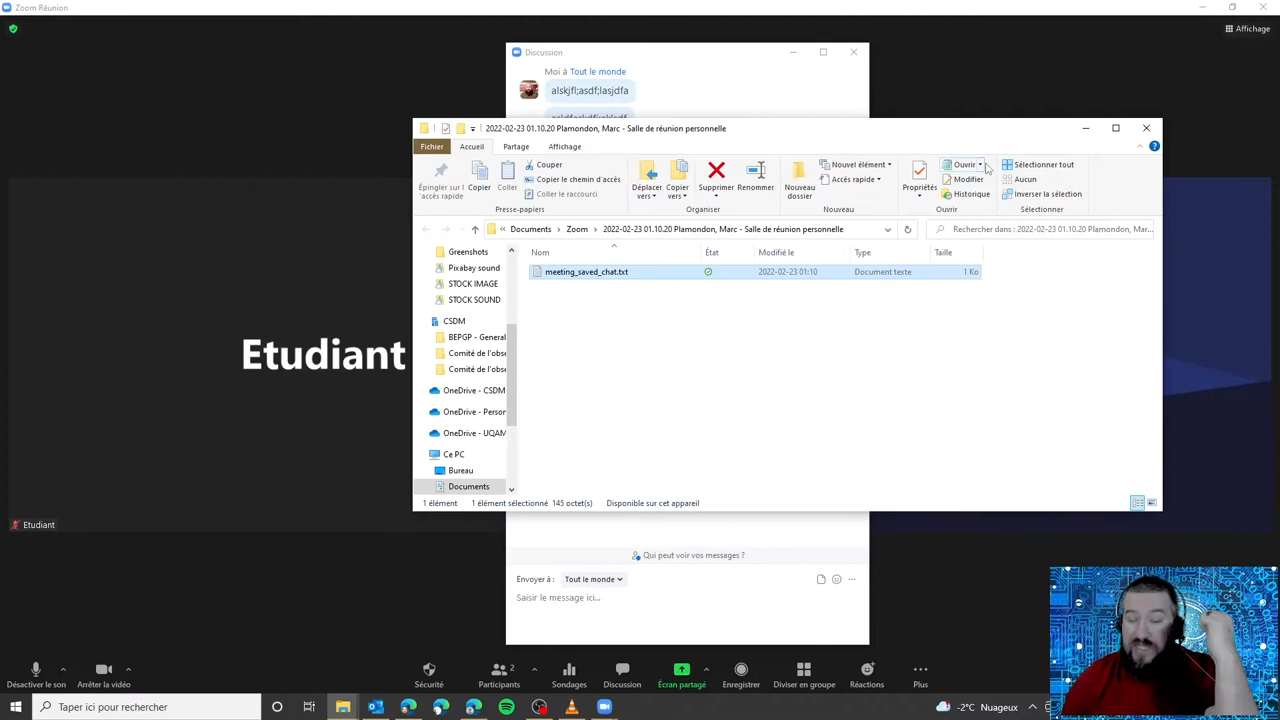 Zoom Réunion
Affichage
Discussion
Moi à Tout le monde
alskjfl;asdf;lasjdfa
2022-02-23 01.10.20 Plamondon, Marc - Salle de réunion personnelle
Fichier
Accueil
Partage
Affichage
Épingler sur l'accès rapide
Copier
Coller
Couper
Copier le chemin d'accès
Coller le raccourci
Presse-papiers
Déplacer vers
Copier vers
Supprimer
Renommer
Organiser
Nouveau dossier
Nouvel élément
Accès rapide
Nouveau
Propriétés
Ouvrir
Modifier
Historique
Ouvrir
Sélectionner tout
Aucun
Inverser la sélection
Sélectionner
« Documents > Zoom > 2022-02-23 01.10.20 Plamondon, Marc - Salle de réunion personnelle
Rechercher dans : 2022-02-23 01.10.20 Plamondon, Mar...
Nom État Modifié le Type Taille
meeting_saved_chat.txt 2022-02-23 01:10 Document texte 1 Ko
Greenshots
Pixabay sound
STOCK IMAGE
STOCK SOUND
CSDM
BEPGP - General
Comité de l'obse
Comité de l'obse
OneDrive - CSDM
OneDrive - Person
OneDrive - UQAM
Ce PC
Bureau
Documents
1 élément 1 élément sélectionné 145 octet(s) Disponible sur cet appareil
Etudiant
Etudiant
Qui peut voir vos messages ?
Envoyer à : Tout le monde
Saisir le message ici...
Désactiver le son
Arrêter la vidéo
Sécurité
2
Participants
Sondages
Discussion
Écran partagé
Enregistrer
Diviser en groupe
Réactions
Plus
Taper ici pour rechercher
-2°C Nuageux